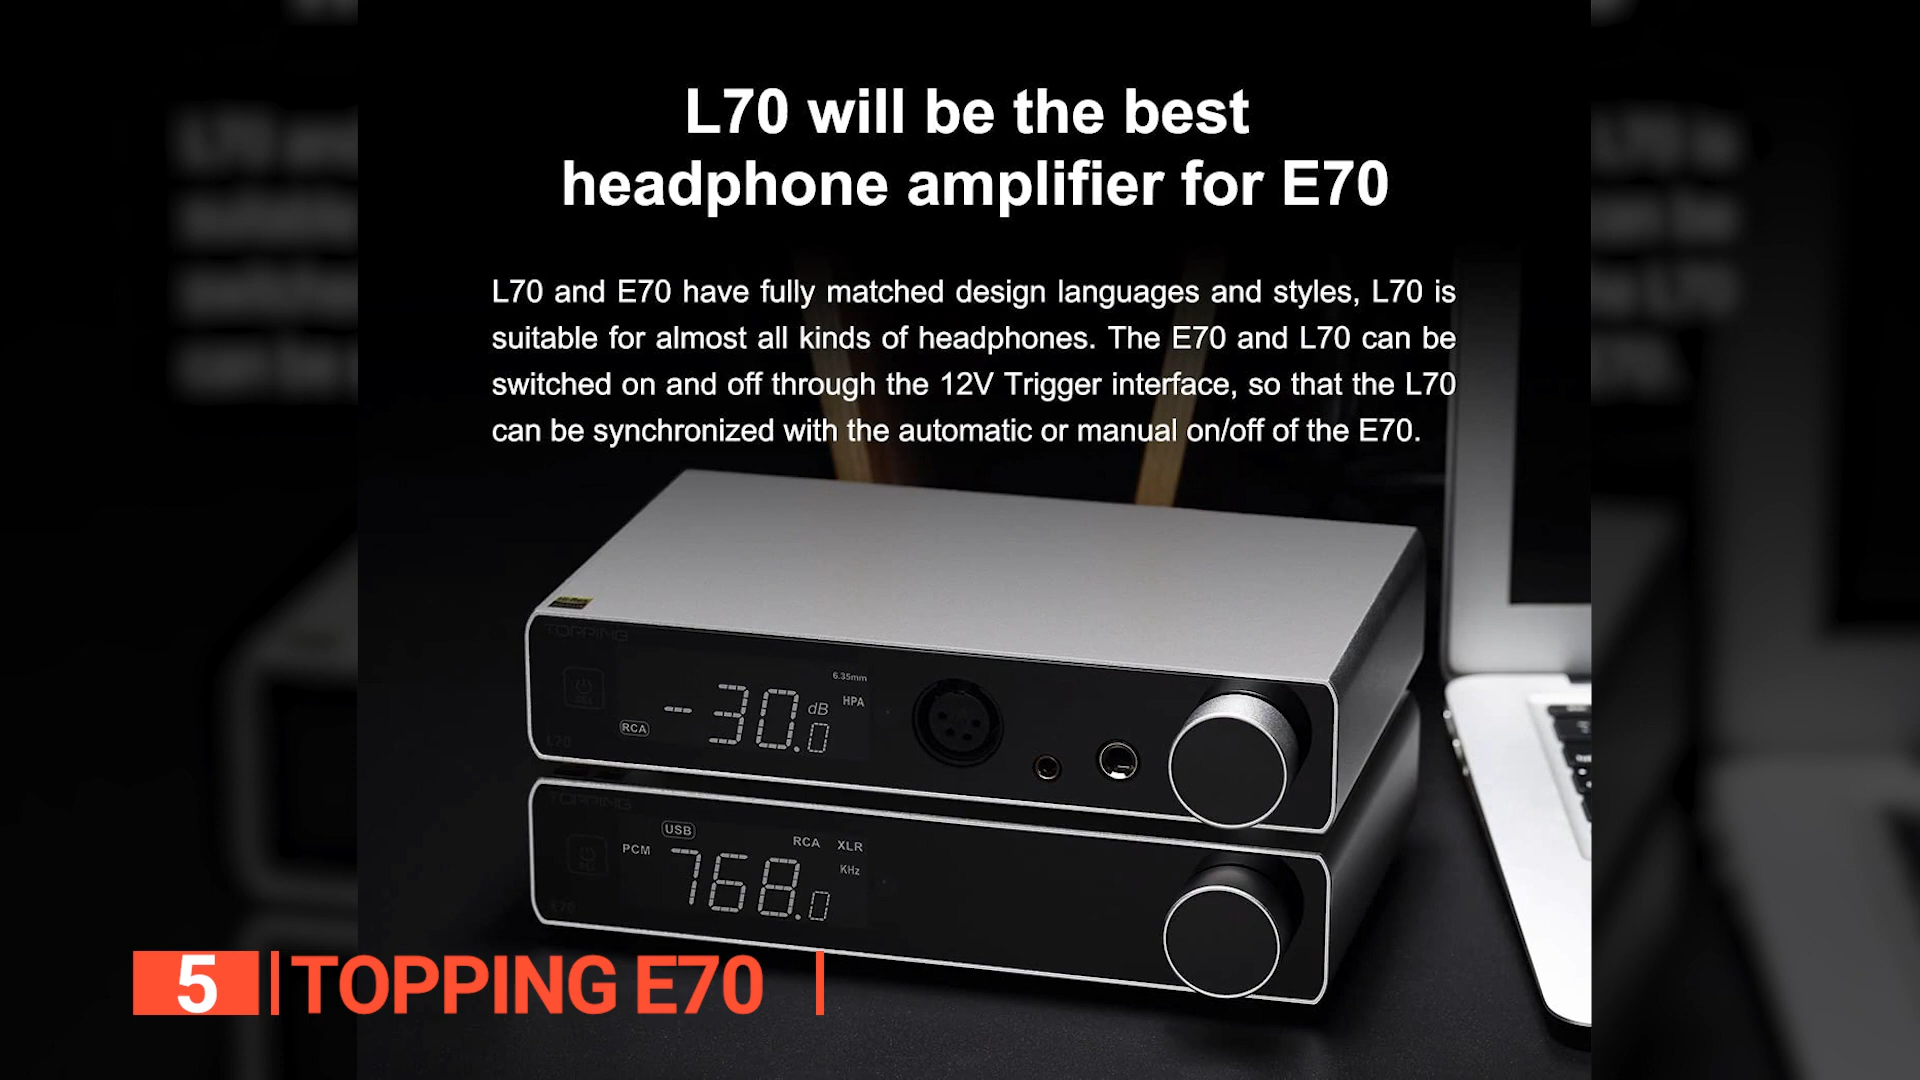 L70 will be the best
headphone amplifier for E70
L70 and E70 have fully matched design languages and styles, L70 is
suitable for almost all kinds of headphones. The E70 and L70 can be
switched on and off through the 12V Trigger interface, so that the L70
can be synchronized with the automatic or manual on/off of the E70.
TOPPING
6.35mm
-30.0 dB HPA
RCA
L70
TOPPING
USB
RCA XLR
PCM 768.0 KHz
E70
5 TOPPING E70